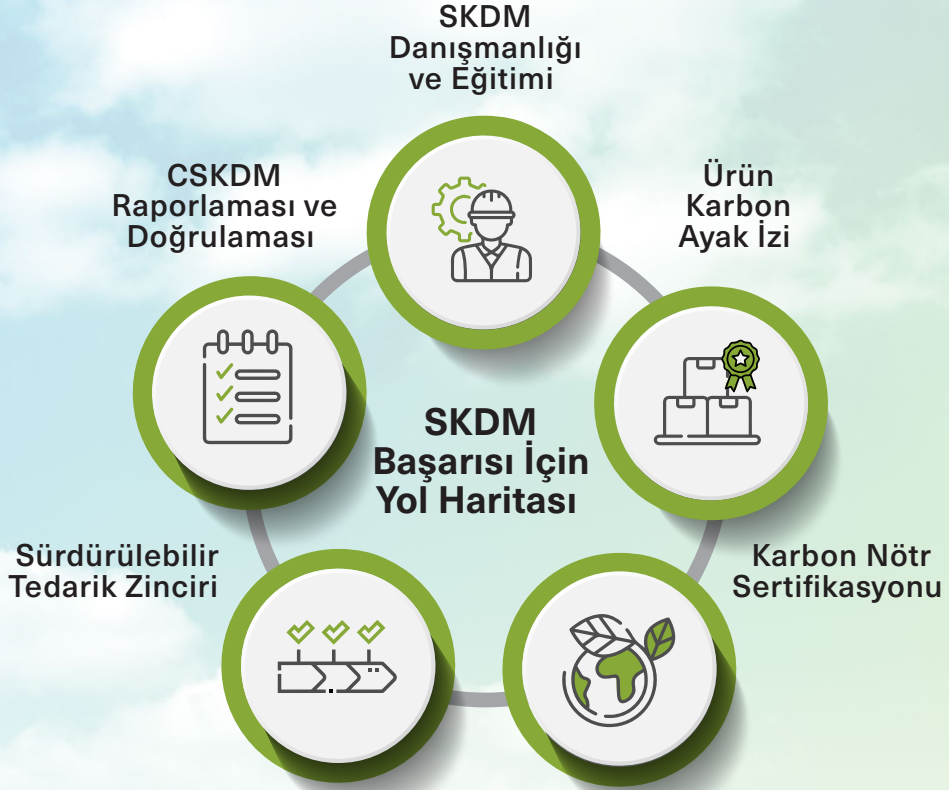 SKDM
Danışmanlığı
ve Eğitimi
CSKDM
Raporlaması ve
Doğrulaması
Ürün
Karbon
Ayak İzi
SKDM
Başarısı İçin
Yol Haritası
Sürdürülebilir
Tedarik Zinciri
Karbon Nötr
Sertifikasyonu